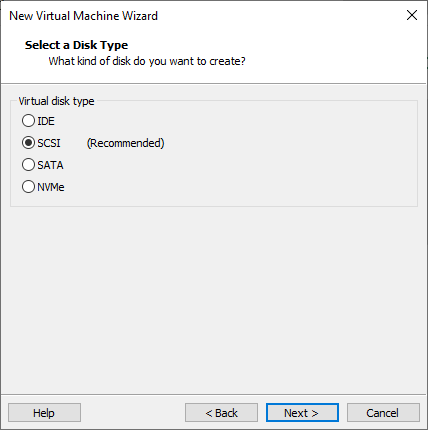 New Virtual Machine Wizard
Select a Disk Type
What kind of disk do you want to create?
Virtual disk type
IDE
SCSI (Recommended)
SATA
NVMe
Help < Back Next > Cancel